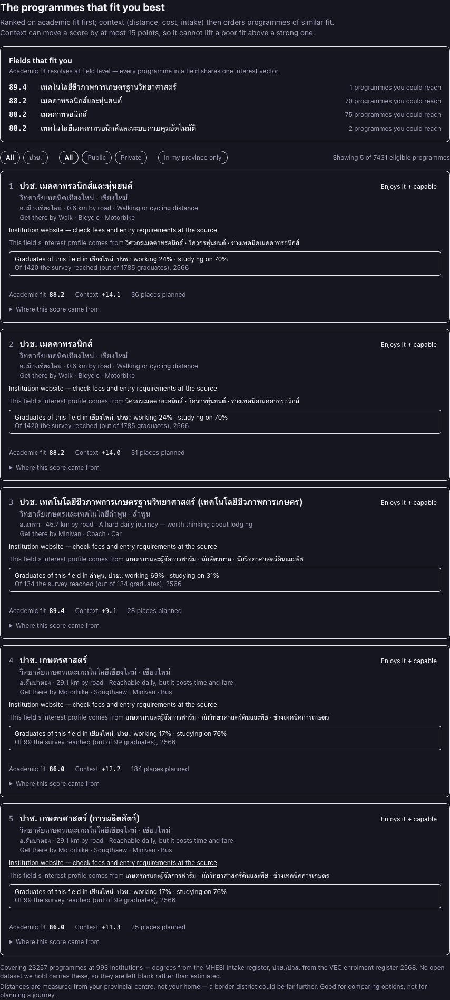 The programmes that fit you best
Ranked on academic fit first; context (distance, cost, intake) then orders programmes of similar fit.
Context can move a score by at most 15 points, so it cannot lift a poor fit above a strong one.
Fields that fit you
Academic fit resolves at field level — every programme in a field shares one interest vector.
89.4 เทคโนโลยีชีวภาพการเกษตรฐานวิทยาศาสตร์ 1 programmes you could reach
88.2 เมคคาทรอนิกส์และหุ่นยนต์ 70 programmes you could reach
88.2 เมคคาทรอนิกส์ 75 programmes you could reach
88.2 เทคโนโลยีเมคคาทรอนิกส์และระบบควบคุมอัตโนมัติ 2 programmes you could reach
All ปวช. All Public Private In my province only Showing 5 of 7431 eligible programmes
1 ปวช. เมคคาทรอนิกส์และหุ่นยนต์ Enjoys it + capable
วิทยาลัยเทคนิคเชียงใหม่ · เชียงใหม่
อ.เมืองเชียงใหม่ · 0.6 km by road · Walking or cycling distance
Get there by Walk · Bicycle · Motorbike
Institution website — check fees and entry requirements at the source
This field's interest profile comes from วิศวกรเมคคาทรอนิกส์ · วิศวกรหุ่นยนต์ · ช่างเทคนิคเมคคาทรอนิกส์
Graduates of this field in เชียงใหม่, ปวช.: working 24% · studying on 70%
Of 1420 the survey reached (out of 1785 graduates), 2566
Academic fit 88.2 Context +14.1 36 places planned
▶ Where this score came from
2 ปวช. เมคคาทรอนิกส์ Enjoys it + capable
วิทยาลัยเทคนิคเชียงใหม่ · เชียงใหม่
อ.เมืองเชียงใหม่ · 0.6 km by road · Walking or cycling distance
Get there by Walk · Bicycle · Motorbike
Institution website — check fees and entry requirements at the source
This field's interest profile comes from วิศวกรเมคคาทรอนิกส์ · วิศวกรหุ่นยนต์ · ช่างเทคนิคเมคคาทรอนิกส์
Graduates of this field in เชียงใหม่, ปวช.: working 24% · studying on 70%
Of 1420 the survey reached (out of 1785 graduates), 2566
Academic fit 88.2 Context +14.0 31 places planned
▶ Where this score came from
3 ปวช. เทคโนโลยีชีวภาพการเกษตรฐานวิทยาศาสตร์ (เทคโนโลยีชีวภาพการเกษตร) Enjoys it + capable
วิทยาลัยเกษตรและเทคโนโลยีลำพูน · ลำพูน
อ.แม่ทา · 45.7 km by road · A hard daily journey — worth thinking about lodging
Get there by Minivan · Coach · Car
Institution website — check fees and entry requirements at the source
This field's interest profile comes from เกษตรกรและผู้จัดการฟาร์ม · นักสัตวบาล · นักวิทยาศาสตร์ดินและพืช
Graduates of this field in ลำพูน, ปวช.: working 69% · studying on 31%
Of 134 the survey reached (out of 134 graduates), 2566
Academic fit 89.4 Context +9.1 28 places planned
▶ Where this score came from
4 ปวช. เกษตรศาสตร์ Enjoys it + capable
วิทยาลัยเกษตรและเทคโนโลยีเชียงใหม่ · เชียงใหม่
อ.สันป่าตอง · 29.1 km by road · Reachable daily, but it costs time and fare
Get there by Motorbike · Songthaew · Minivan · Bus
Institution website — check fees and entry requirements at the source
This field's interest profile comes from เกษตรกรและผู้จัดการฟาร์ม · นักวิทยาศาสตร์ดินและพืช · ช่างเทคนิคการเกษตร
Graduates of this field in เชียงใหม่, ปวช.: working 17% · studying on 76%
Of 99 the survey reached (out of 99 graduates), 2566
Academic fit 86.0 Context +12.2 184 places planned
▶ Where this score came from
5 ปวช. เกษตรศาสตร์ (การผลิตสัตว์) Enjoys it + capable
วิทยาลัยเกษตรและเทคโนโลยีเชียงใหม่ · เชียงใหม่
อ.สันป่าตอง · 29.1 km by road · Reachable daily, but it costs time and fare
Get there by Motorbike · Songthaew · Minivan · Bus
Institution website — check fees and entry requirements at the source
This field's interest profile comes from เกษตรกรและผู้จัดการฟาร์ม · นักวิทยาศาสตร์ดินและพืช · ช่างเทคนิคการเกษตร
Graduates of this field in เชียงใหม่, ปวช.: working 17% · studying on 76%
Of 99 the survey reached (out of 99 graduates), 2566
Academic fit 86.0 Context +11.3 25 places planned
▶ Where this score came from
Covering 23257 programmes at 993 institutions — degrees from the MHESI intake register, ปวช./ปวส. from the VEC enrolment register 2568. No open
dataset we hold carries these, so they are left blank rather than estimated.
Distances are measured from your provincial centre, not your home — a border district could be far further. Good for comparing options, not for
planning a journey.